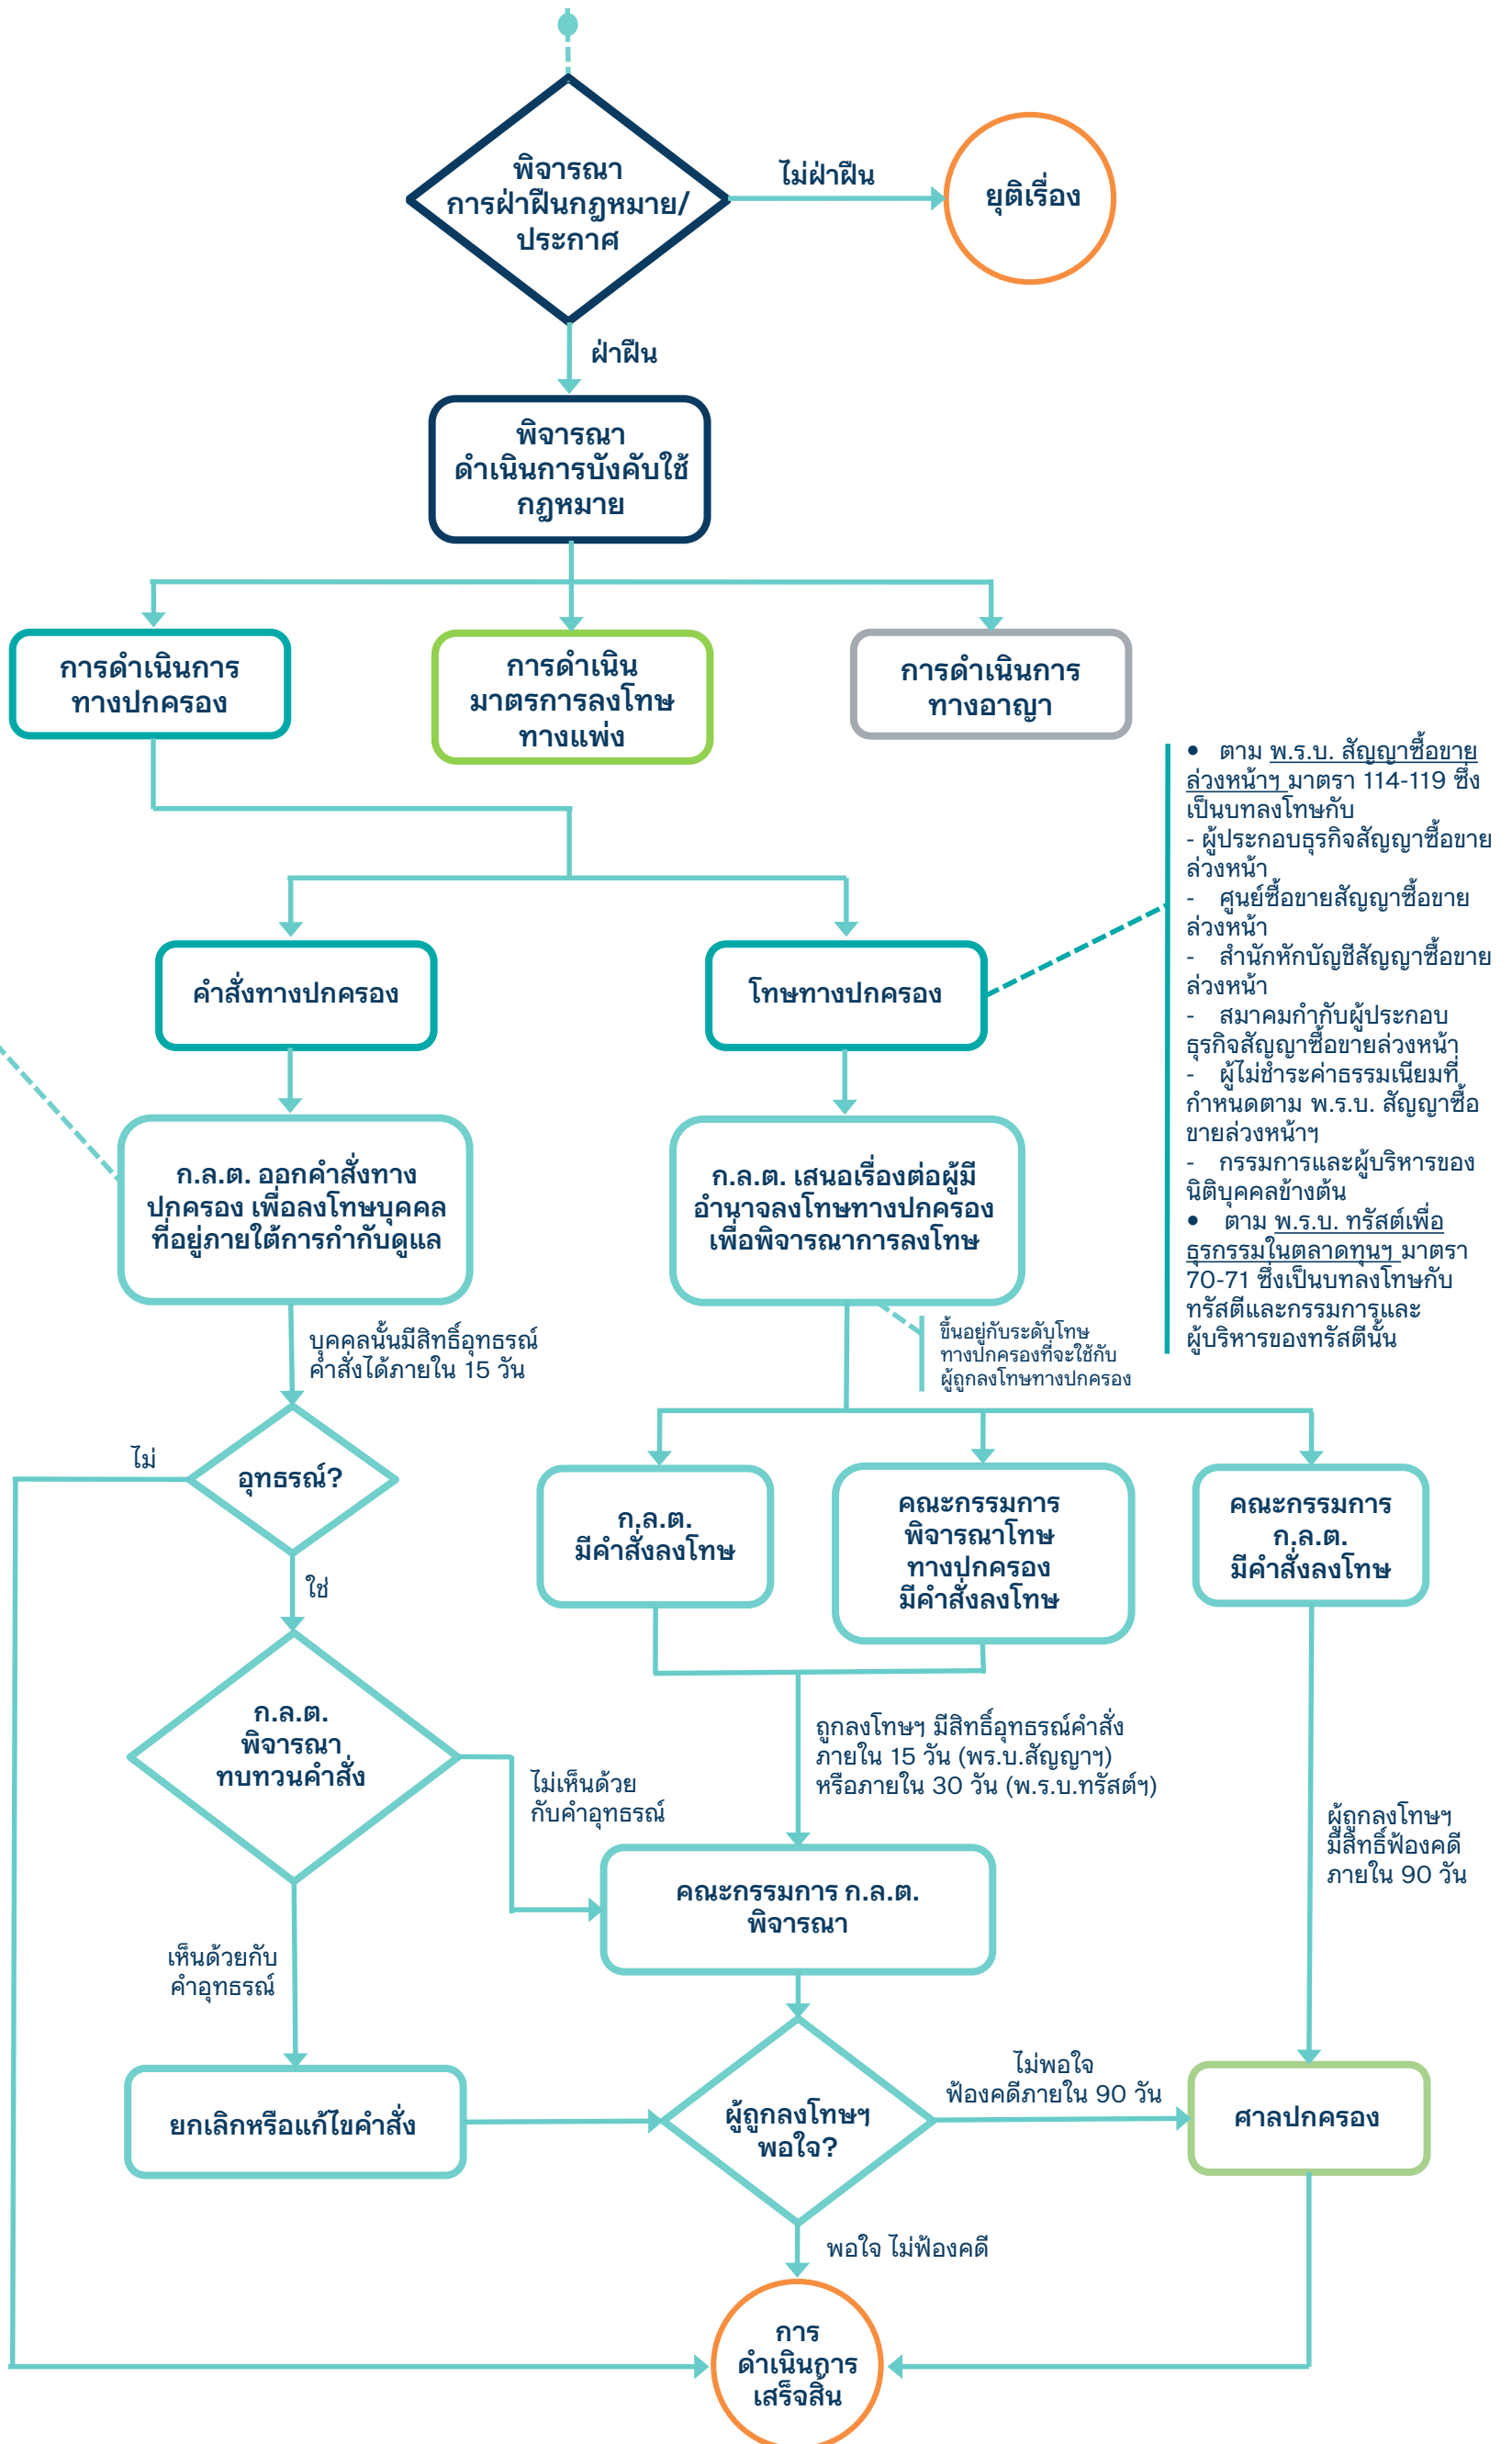 พิจารณา
การฝ่าฝืนกฎหมาย/
ประกาศ
ไม่ฝ่าฝืน
ยุติเรื่อง
ฝ่าฝืน
พิจารณา
ดำเนินการบังคับใช้
กฎหมาย
การดำเนินการ
ทางปกครอง
การดำเนิน
มาตรการลงโทษ
ทางแพ่ง
การดำเนินการ
ทางอาญา
• ตาม พ.ร.บ. สัญญาซื้อขาย
ล่วงหน้าฯ มาตรา 114-119 ซึ่ง
เป็นบทลงโทษกับ
- ผู้ประกอบธุรกิจสัญญาซื้อขาย
ล่วงหน้า
- ศูนย์ซื้อขายสัญญาซื้อขาย
ล่วงหน้า
- สำนักหักบัญชีสัญญาซื้อขาย
ล่วงหน้า
- สมาคมกำกับผู้ประกอบ
ธุรกิจสัญญาซื้อขายล่วงหน้า
- ผู้ไม่ชำระค่าธรรมเนียมที่
กำหนดตาม พ.ร.บ. สัญญาซื้อ
ขายล่วงหน้าฯ
- กรรมการและผู้บริหารของ
นิติบุคคลข้างต้น
• ตาม พ.ร.บ. ทรัสต์เพื่อ
ธุรกรรมในตลาดทุนฯ มาตรา
70-71 ซึ่งเป็นบทลงโทษกับ
ทรัสตีและกรรมการและ
ผู้บริหารของทรัสตีนั้น
คำสั่งทางปกครอง
โทษทางปกครอง
ก.ล.ต. ออกคำสั่งทาง
ปกครอง เพื่อลงโทษบุคคล
ที่อยู่ภายใต้การกำกับดูแล
ก.ล.ต. เสนอเรื่องต่อผู้มี
อำนาจลงโทษทางปกครอง
เพื่อพิจารณาการลงโทษ
บุคคลนั้นมีสิทธิ์อุทธรณ์
คำสั่งได้ภายใน 15 วัน
ขึ้นอยู่กับระดับโทษ
ทางปกครองที่จะใช้กับ
ผู้ถูกลงโทษทางปกครอง
ไม่
อุทธรณ์?
ใช่
ก.ล.ต.
มีคำสั่งลงโทษ
คณะกรรมการ
พิจารณาโทษ
ทางปกครอง
มีคำสั่งลงโทษ
คณะกรรมการ
ก.ล.ต.
มีคำสั่งลงโทษ
ก.ล.ต.
พิจารณา
ทบทวนคำสั่ง
ไม่เห็นด้วย
กับคำอุทธรณ์
ถูกลงโทษฯ มีสิทธิ์อุทธรณ์คำสั่ง
ภายใน 15 วัน (พร.บ.สัญญาฯ)
หรือภายใน 30 วัน (พ.ร.บ.ทรัสต์ฯ)
ผู้ถูกลงโทษฯ
มีสิทธิ์ฟ้องคดี
ภายใน 90 วัน
คณะกรรมการ ก.ล.ต.
พิจารณา
เห็นด้วยกับ
คำอุทธรณ์
ยกเลิกหรือแก้ไขคำสั่ง
ผู้ถูกลงโทษฯ
พอใจ?
ไม่พอใจ
ฟ้องคดีภายใน 90 วัน
ศาลปกครอง
พอใจ ไม่ฟ้องคดี
การ
ดำเนินการ
เสร็จสิ้น